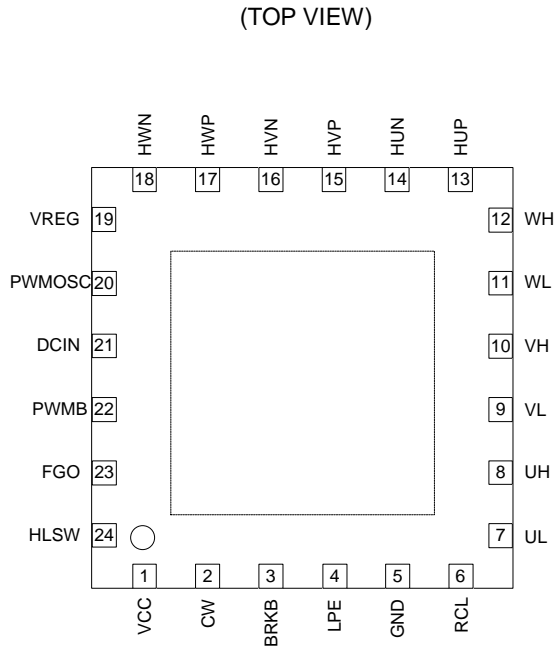 (TOP VIEW)
HWN
HWP
HVN
HVP
HUN
HUP
18
17
16
15
14
13
VREG 19
12 WH
PWMOSC 20
11 WL
DCIN 21
10 VH
PWMB 22
9 VL
FGO 23
8 UH
HLSW 24
7 UL
1
2
3
4
5
6
VCC
CW
BRKB
LPE
GND
RCL